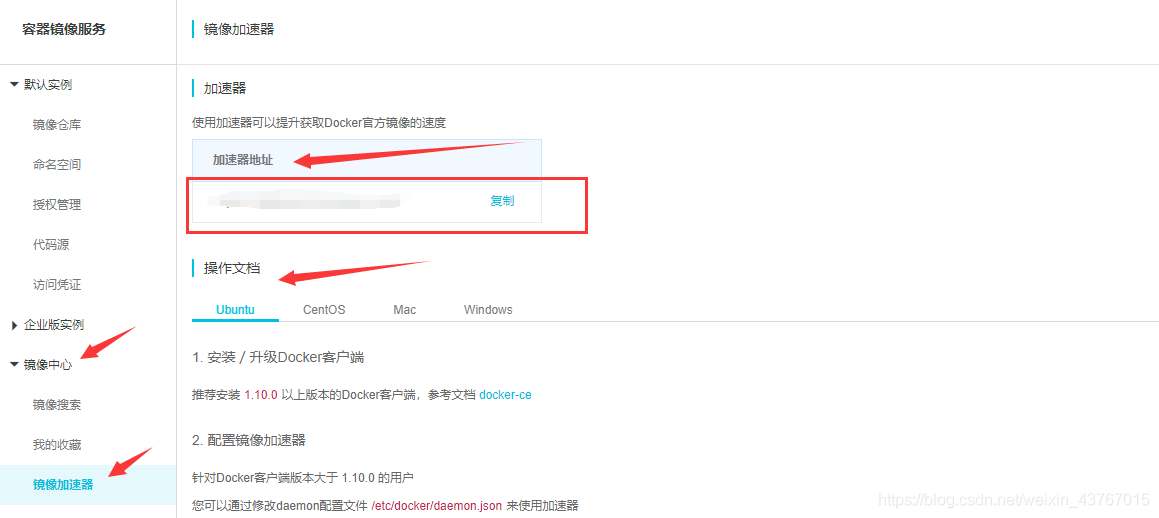 容器镜像服务
镜像加速器
默认实例
镜像仓库
命名空间
授权管理
代码源
访问凭证
企业版实例
镜像中心
镜像搜索
我的收藏
镜像加速器
加速器
使用加速器可以提升获取Docker官方镜像的速度
加速器地址
复制
操作文档
Ubuntu CentOS Mac Windows
1. 安装 / 升级Docker客户端
推荐安装 1.10.0 以上版本的Docker客户端，参考文档 docker-ce
2. 配置镜像加速器
针对Docker客户端版本大于 1.10.0 的用户
您可以通过修改daemon配置文件 /etc/docker/daemon.json 来使用加速器
https://blog.csdn.net/weixin_43767015